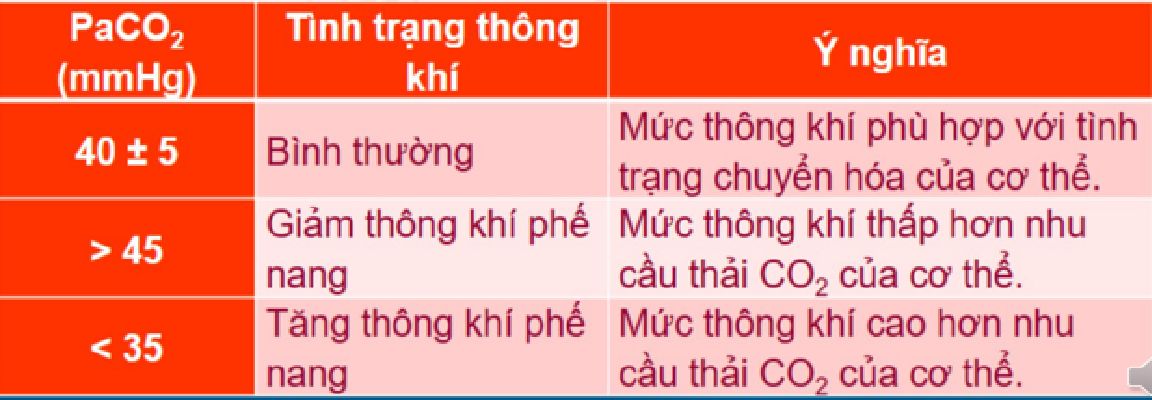 PaCO₂
(mmHg)
Tình trạng thông
khí
Ý nghĩa
40 ± 5
Bình thường
Mức thông khí phù hợp với tình
trạng chuyển hóa của cơ thể.
> 45
Giảm thông khí phế
nang
Mức thông khí thấp hơn nhu
cầu thải CO₂ của cơ thể.
< 35
Tăng thông khí phế
nang
Mức thông khí cao hơn nhu
cầu thải CO₂ của cơ thể.